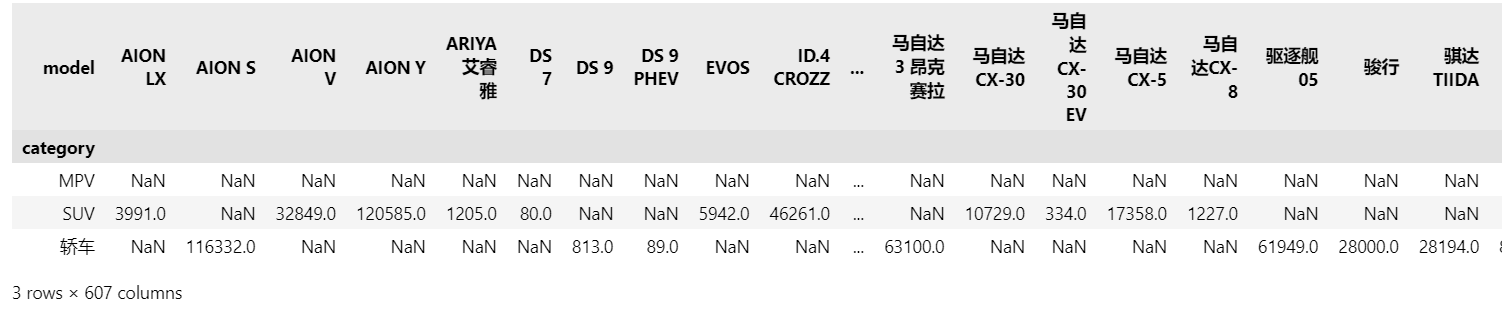 model AION LX AION S AION V AION Y ARIYA 艾睿雅 DS 7 DS 9 DS 9 PHEV EVOS ID.4 CROZZ ... 马自达3 昂克赛拉 马自达CX-30 马自达CX-30 EV 马自达CX-5 马自达CX-8 驱逐舰05 骏行 骐达TIIDA
category
MPV NaN NaN NaN NaN NaN NaN NaN NaN NaN NaN ... NaN NaN NaN NaN NaN NaN NaN NaN
SUV 3991.0 NaN 32849.0 120585.0 1205.0 80.0 NaN NaN 5942.0 46261.0 ... NaN 10729.0 334.0 17358.0 1227.0 NaN NaN NaN
轿车 NaN 116332.0 NaN NaN NaN NaN 813.0 89.0 NaN NaN ... 63100.0 NaN NaN NaN NaN 61949.0 28000.0 28194.0
3 rows × 607 columns